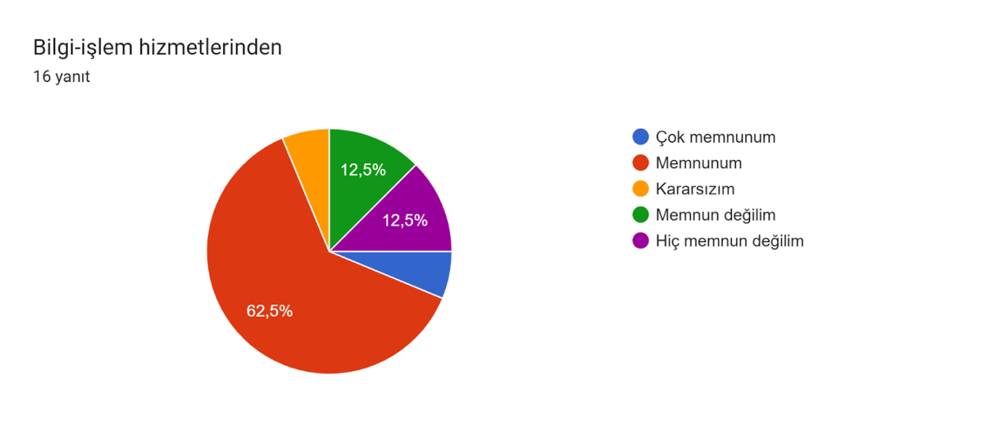 Bilgi-işlem hizmetlerinden
16 yanıt
12,5%
12,5%
62,5%
Çok memnunum
Memnunum
Kararsızım
Memnun değilim
Hiç memnun değilim